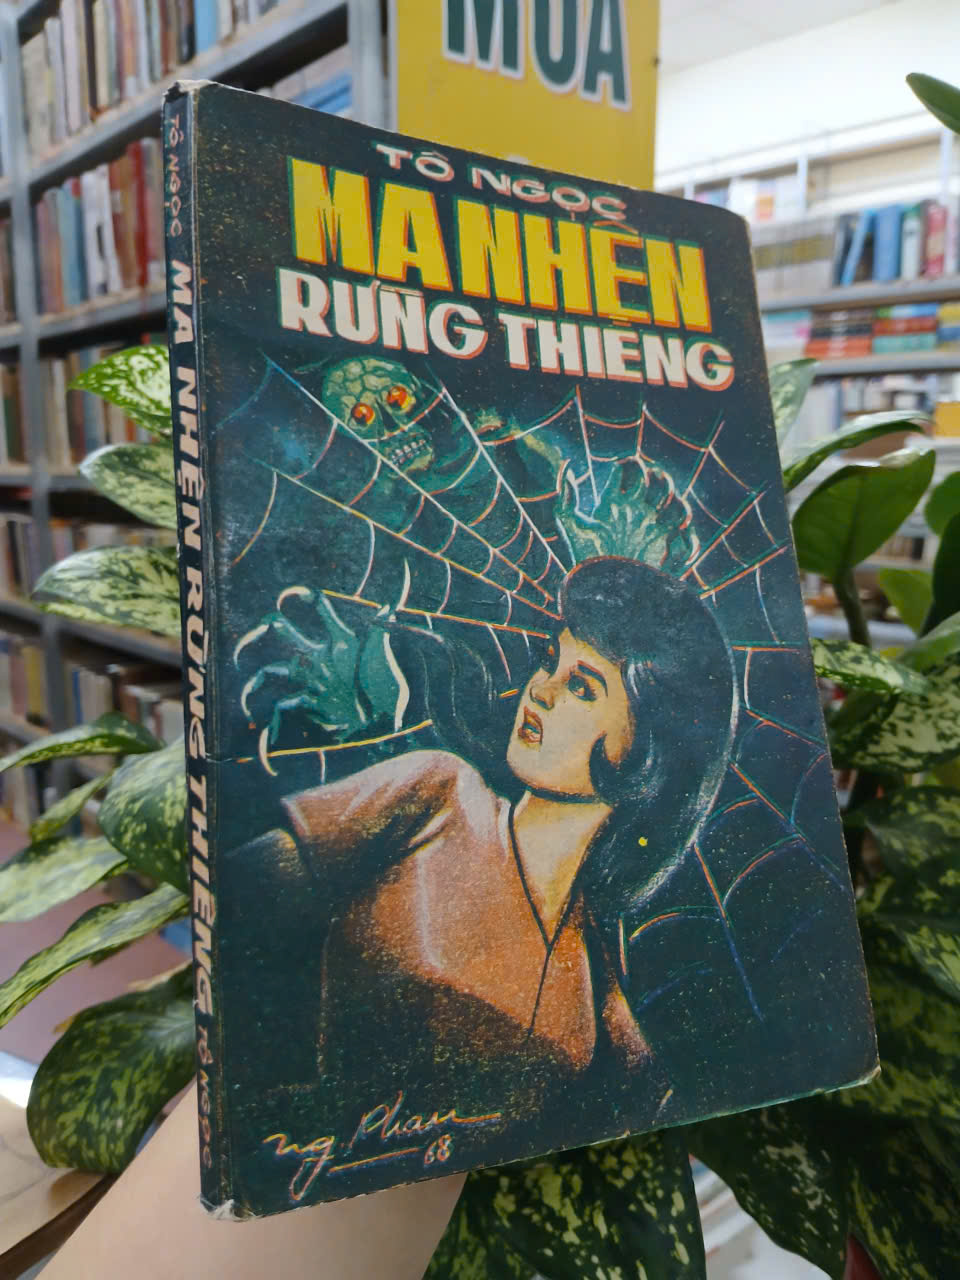 MUA
TÔ NGỌC
MA NHỆN
RỪNG THIÊNG
Ng Phan
68
TÔ NGỌC MA NHỆN RỪNG THIÊNG TÔ NGỌC